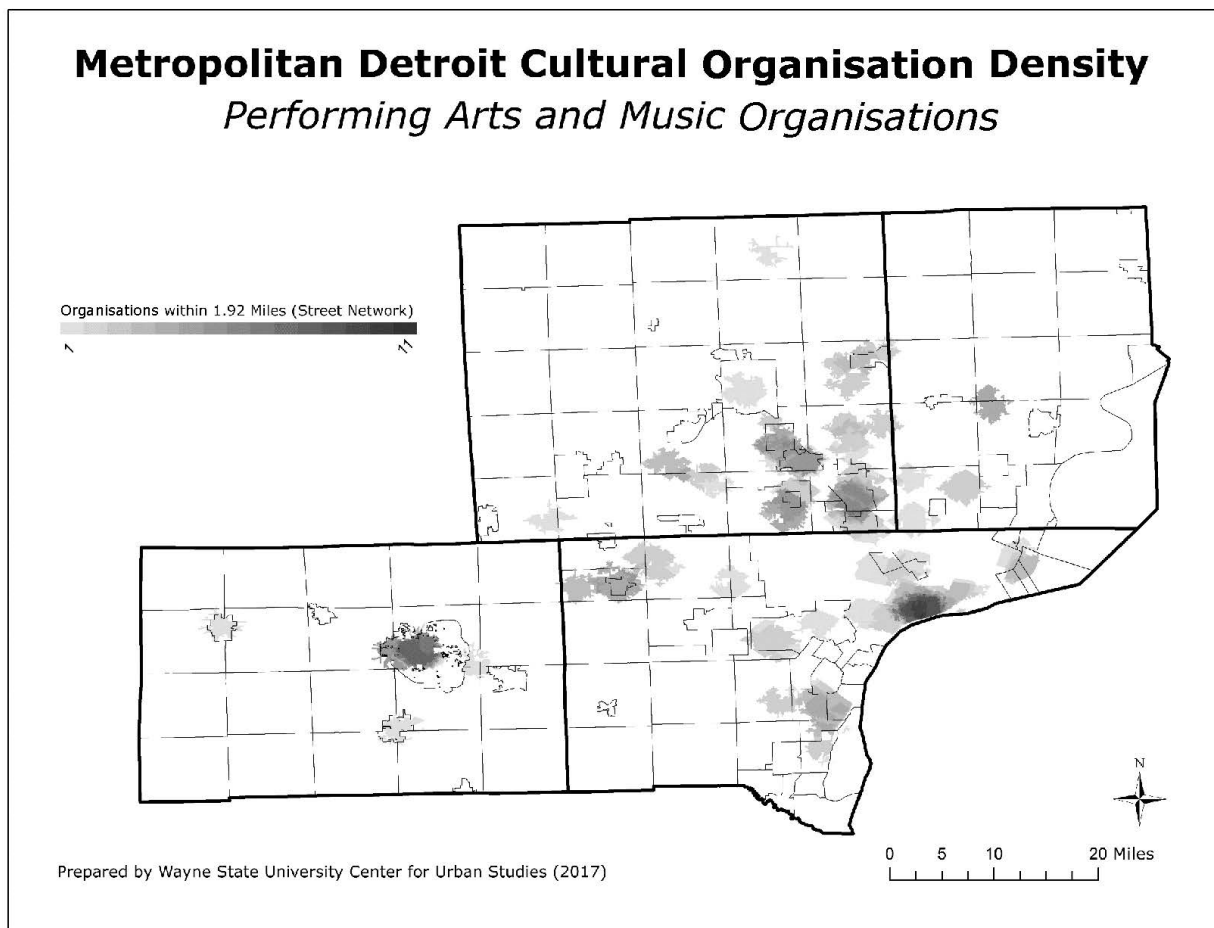 Metropolitan Detroit Cultural Organisation Density
Performing Arts and Music Organisations
Organisations within 1.92 Miles (Street Network)
1 11
N
0 5 10 20 Miles
Prepared by Wayne State University Center for Urban Studies (2017)